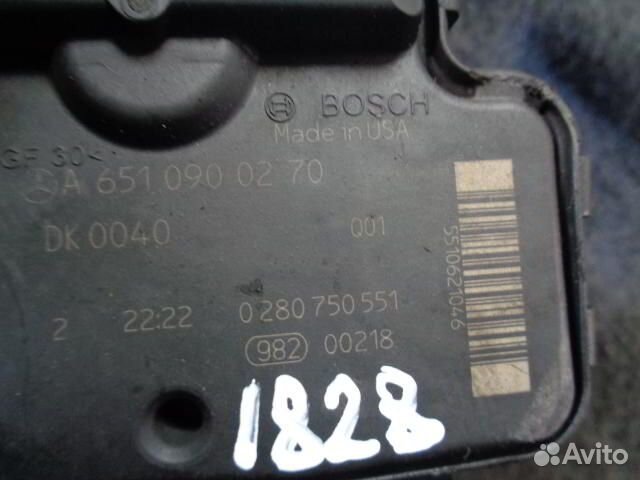 BOSCH
Made in USA
GF 30<
A 651 090 02 70
DK 0040 Q01
2 22:22 0 280 750 551
982 00218
5510621046
1828
Avito